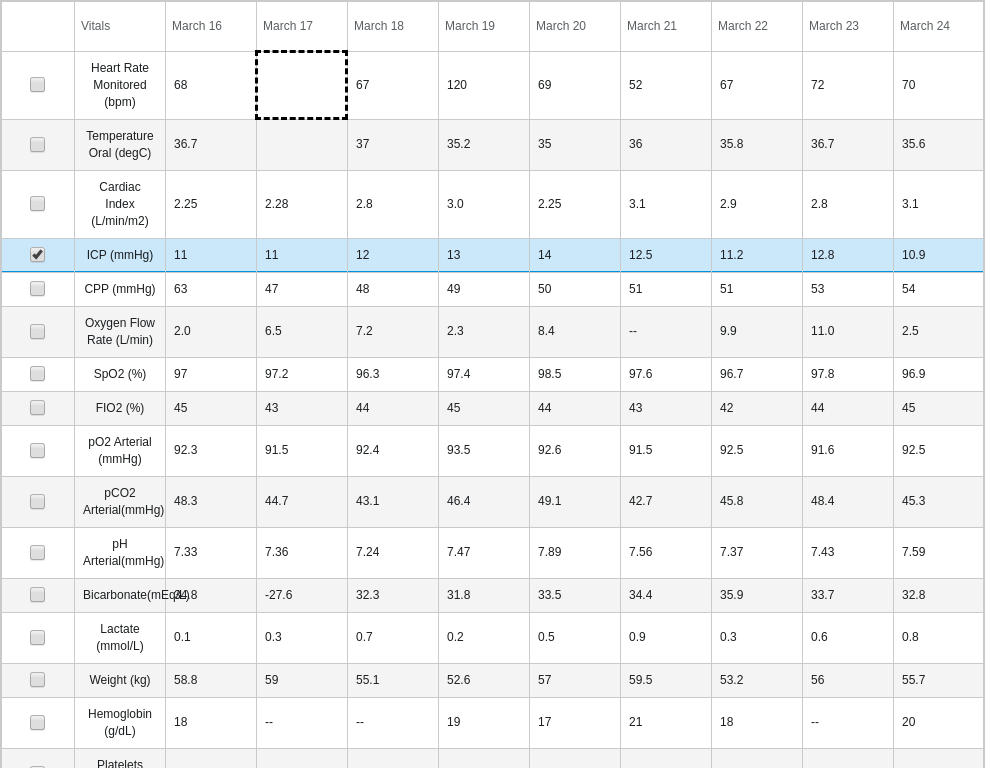 Vitals March 16 March 17 March 18 March 19 March 20 March 21 March 22 March 23 March 24
Heart Rate
Monitored 68 67 120 69 52 67 72 70
(bpm)
Temperature
Oral (degC) 36.7 37 35.2 35 36 35.8 36.7 35.6
Cardiac
Index 2.25 2.28 2.8 3.0 2.25 3.1 2.9 2.8 3.1
(L/min/m2)
ICP (mmHg) 11 11 12 13 14 12.5 11.2 12.8 10.9
CPP (mmHg) 63 47 48 49 50 51 51 53 54
Oxygen Flow
Rate (L/min) 2.0 6.5 7.2 2.3 8.4 -- 9.9 11.0 2.5
SpO2 (%) 97 97.2 96.3 97.4 98.5 97.6 96.7 97.8 96.9
FIO2 (%) 45 43 44 45 44 43 42 44 45
pO2 Arterial
(mmHg) 92.3 91.5 92.4 93.5 92.6 91.5 92.5 91.6 92.5
pCO2
Arterial(mmHg) 48.3 44.7 43.1 46.4 49.1 42.7 45.8 48.4 45.3
pH
Arterial(mmHg) 7.33 7.36 7.24 7.47 7.89 7.56 7.37 7.43 7.59
Bicarbonate(mEq/L) 34.8 -27.6 32.3 31.8 33.5 34.4 35.9 33.7 32.8
Lactate
(mmol/L) 0.1 0.3 0.7 0.2 0.5 0.9 0.3 0.6 0.8
Weight (kg) 58.8 59 55.1 52.6 57 59.5 53.2 56 55.7
Hemoglobin
(g/dL) 18 -- -- 19 17 21 18 -- 20
Platelets